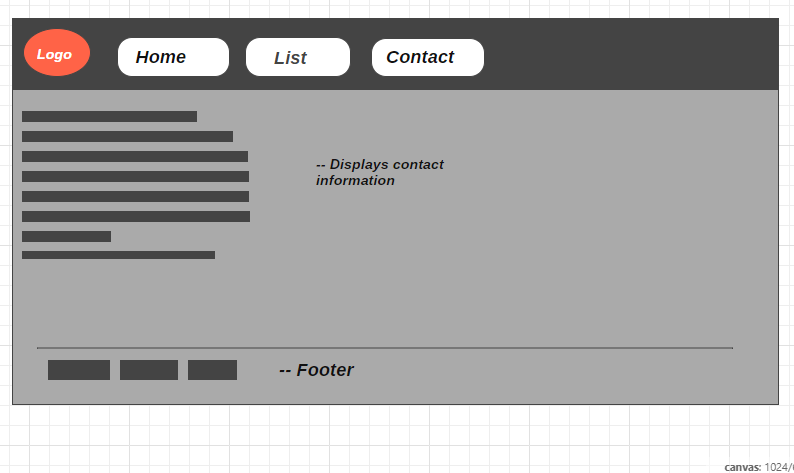 Logo
Home
List
Contact
-- Displays contact
information
-- Footer
canvas: 1024/